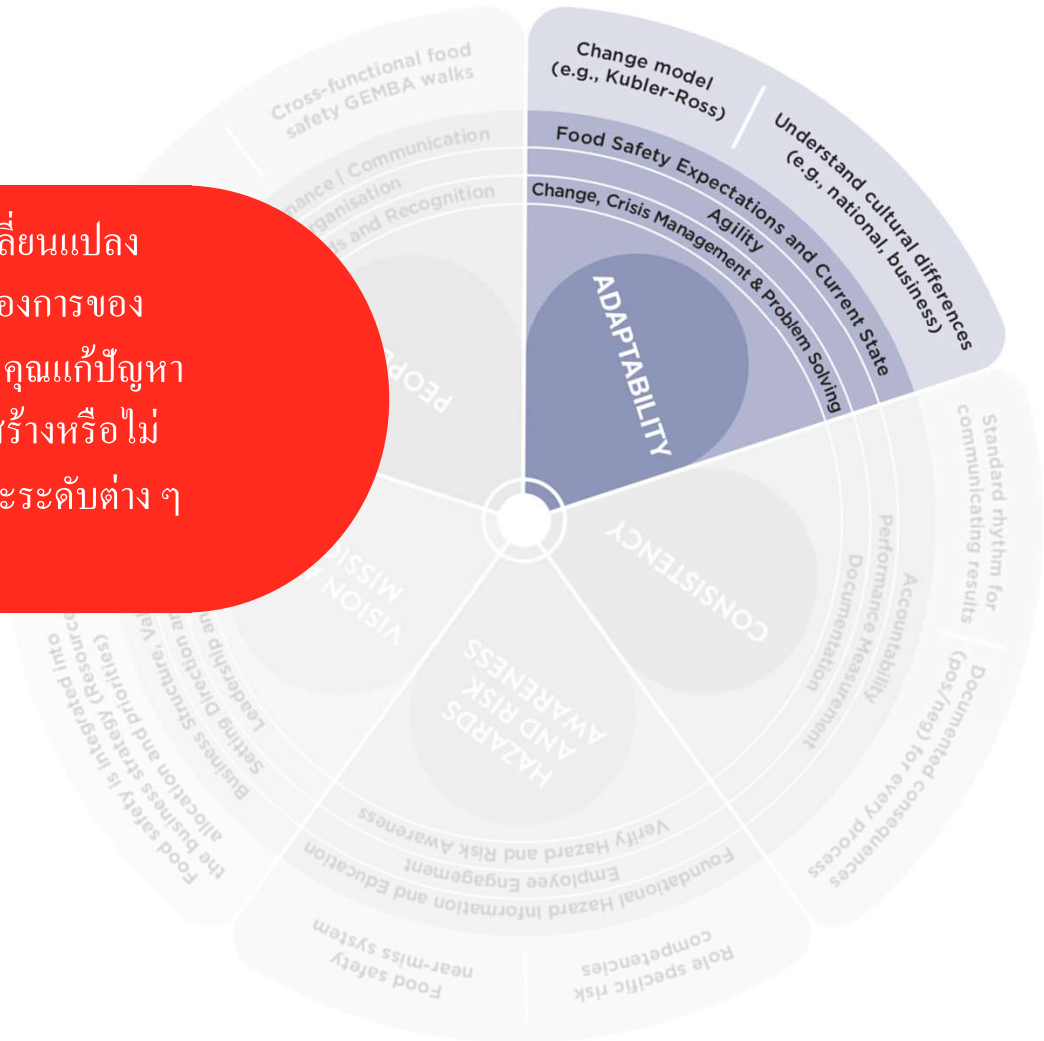 ลี่ยนแปลง
องการของ
คุณแก้ปัญหา
สร้างหรือไม่
ะระดับต่าง ๆ
Cross-functional food
safety GEMBA walks
nance | Communication
rganisation
ds and Recognition
PEOPL
Change model
(e.g., Kubler-Ross)
Understand cultural differences
(e.g., national, business)
Food Safety Expectations and Current State
Agility
Change, Crisis Management & Problem Solving
ADAPTABILITY
Standard rhythm for
communicating results
Documented consequences
(pos/neg) for every process
Accountability
Performance Measurement
Documentation
CONSISTENCY
HAZARDS
AND RISK
AWARENESS
Verify Hazard and Risk Awareness
Employee Engagement
Foundational Hazard Information and Education
Role specific risk
competencies
Food safety
near-miss system
VISION A
MISSIO
Leadership and
Setting Direction an
Business Structure, Val
Food safety is integrated into
the business strategy (Resource
allocation and priorities)